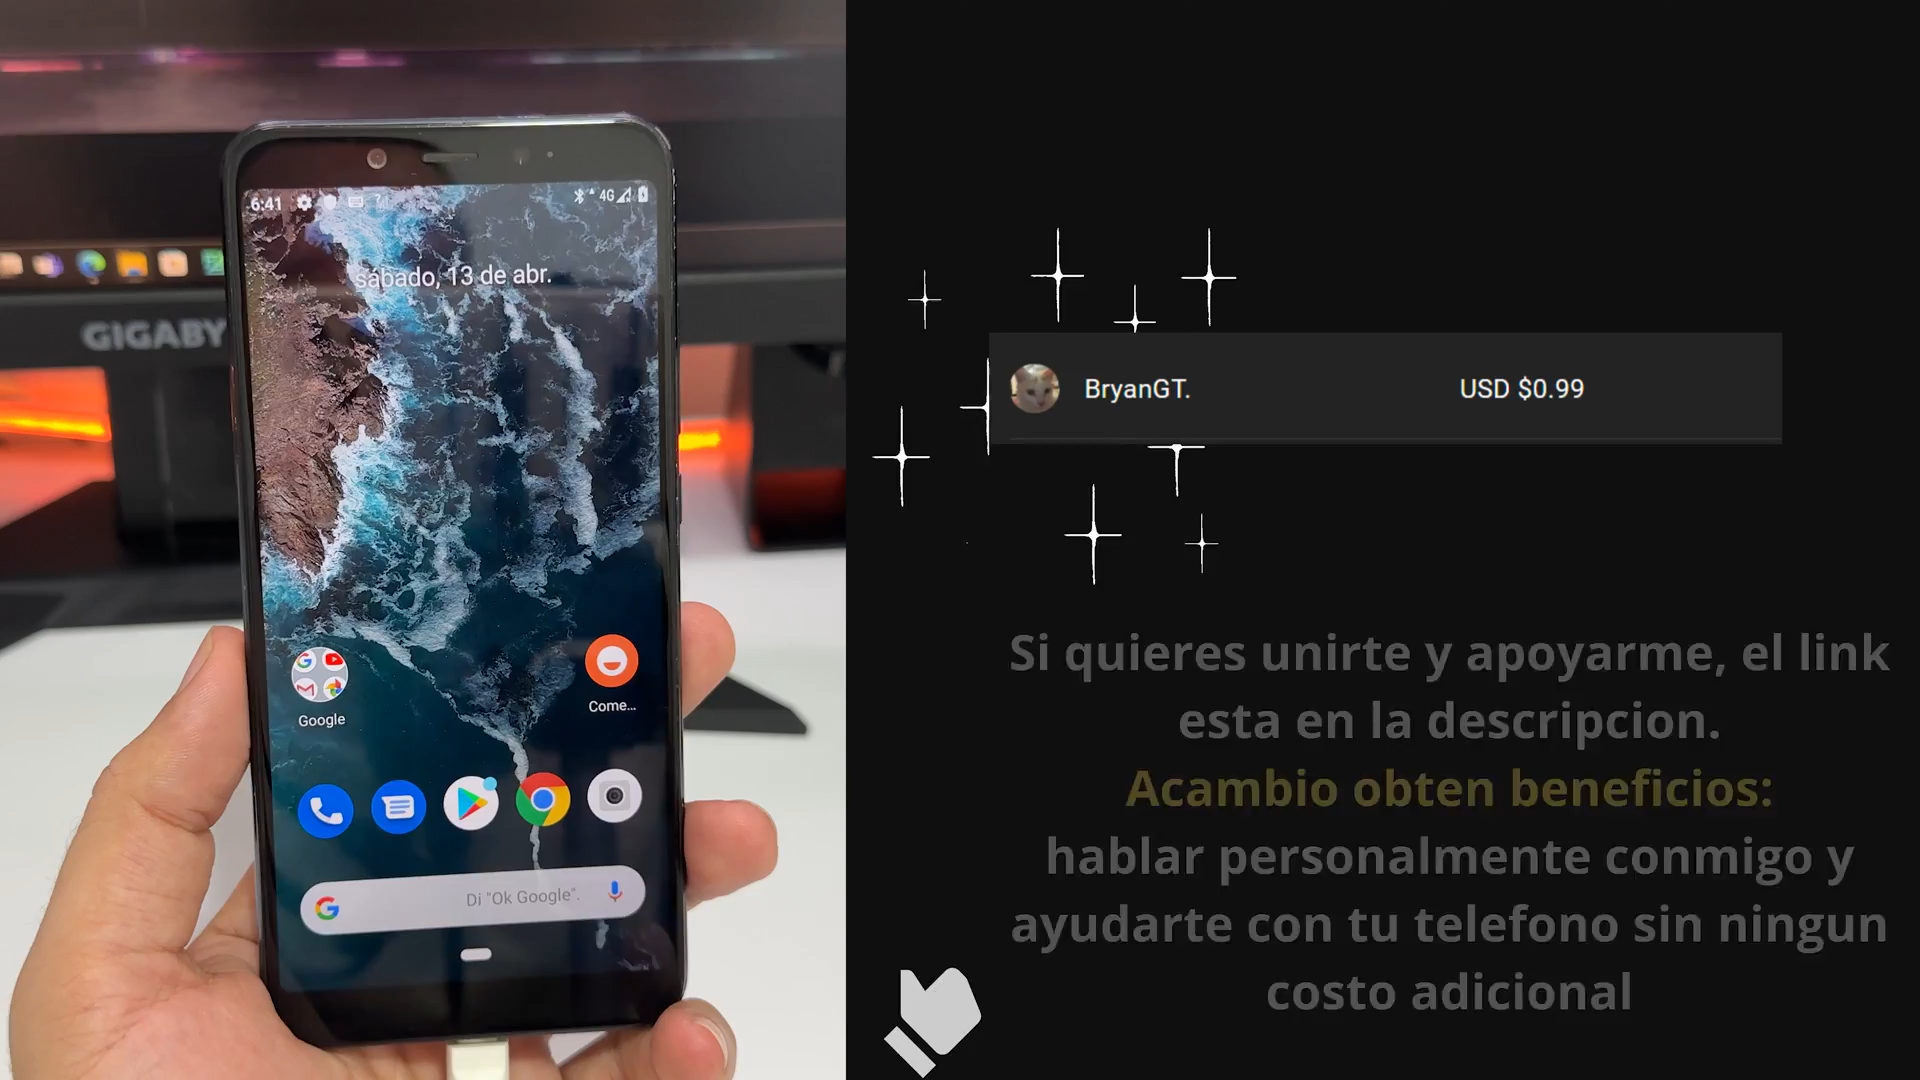 6:41
4G
sábado, 13 de abr.
GIGABY
Google
Come...
Di "Ok Google".
BryanGT.
USD $0.99
Si quieres unirte y apoyarme, el link
esta en la descripcion.
Acambio obten beneficios:
hablar personalmente conmigo y
ayudarte con tu telefono sin ningun
costo adicional